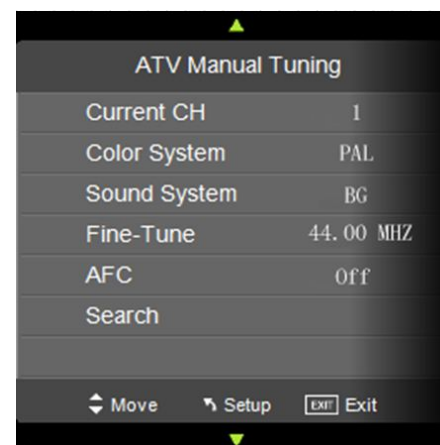 ATV Manual Tuning
Current CH 1
Color System PAL
Sound System BG
Fine-Tune 44.00 MHZ
AFC Off
Search
Move Setup EXIT Exit